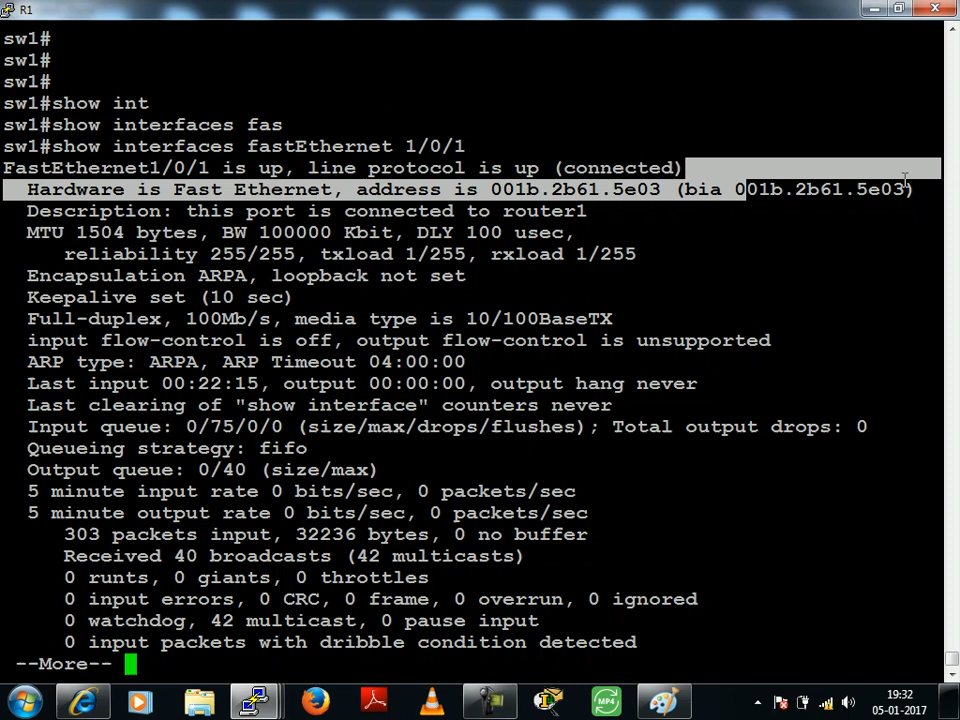 R1
sw1#
sw1#
sw1#
sw1#show int
sw1#show interfaces fas
sw1#show interfaces fastEthernet 1/0/1
FastEthernet1/0/1 is up, line protocol is up (connected)
Hardware is Fast Ethernet, address is 001b.2b61.5e03 (bia 001b.2b61.5e03)
Description: this port is connected to router1
MTU 1504 bytes, BW 100000 Kbit, DLY 100 usec,
reliability 255/255, txload 1/255, rxload 1/255
Encapsulation ARPA, loopback not set
Keepalive set (10 sec)
Full-duplex, 100Mb/s, media type is 10/100BaseTX
input flow-control is off, output flow-control is unsupported
ARP type: ARPA, ARP Timeout 04:00:00
Last input 00:22:15, output 00:00:00, output hang never
Last clearing of "show interface" counters never
Input queue: 0/75/0/0 (size/max/drops/flushes); Total output drops: 0
Queueing strategy: fifo
Output queue: 0/40 (size/max)
5 minute input rate 0 bits/sec, 0 packets/sec
5 minute output rate 0 bits/sec, 0 packets/sec
303 packets input, 32236 bytes, 0 no buffer
Received 40 broadcasts (42 multicasts)
0 runts, 0 giants, 0 throttles
0 input errors, 0 CRC, 0 frame, 0 overrun, 0 ignored
0 watchdog, 42 multicast, 0 pause input
0 input packets with dribble condition detected
--More--
MP4
19:32
05-01-2017